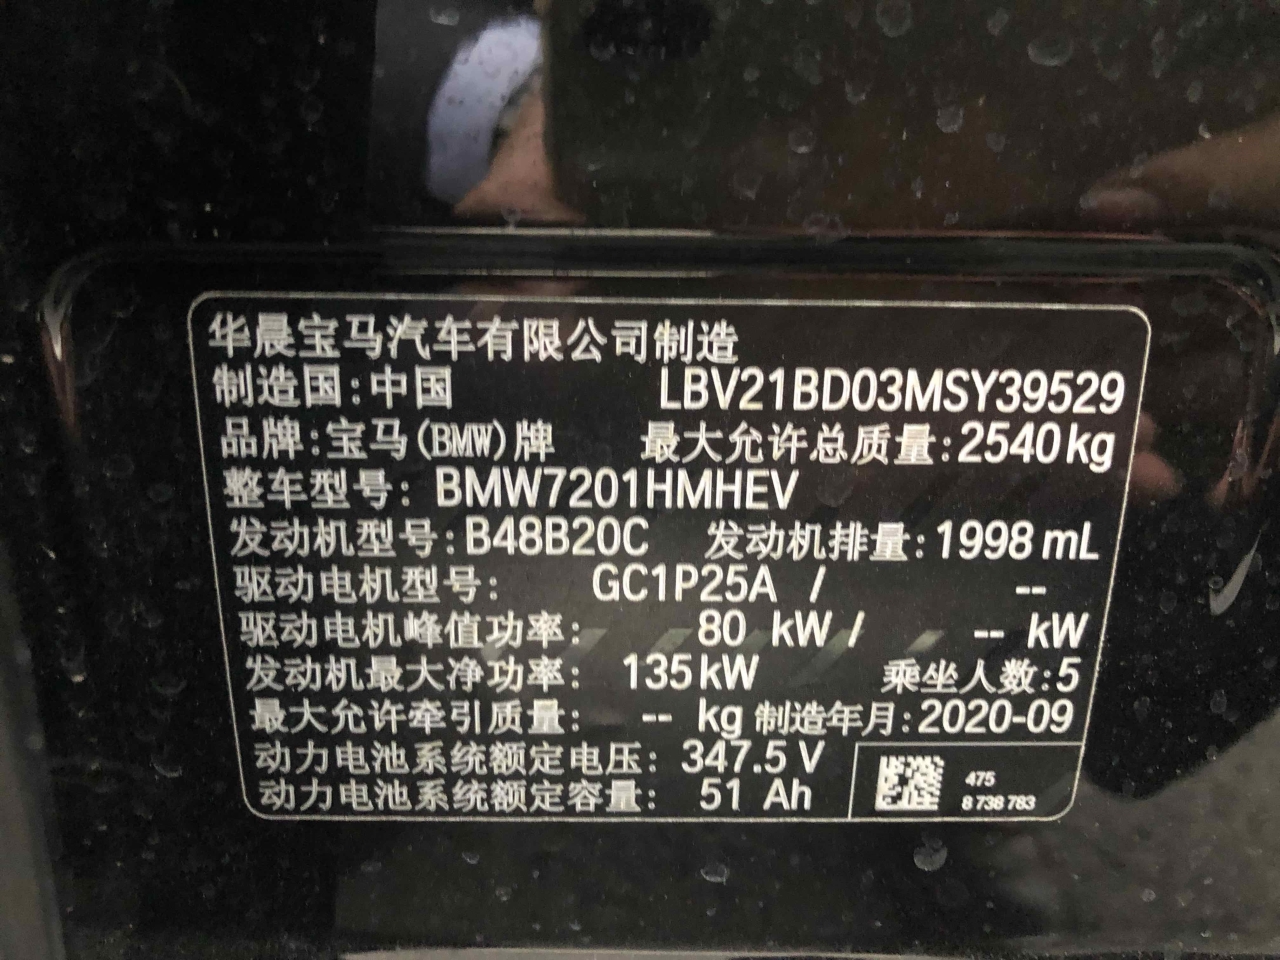 华晨宝马汽车有限公司制造
制造国:中国 LBV21BD03MSY39529
品牌:宝马(BMW)牌 最大允许总质量:2540kg
整车型号: BMW7201HMHEV
发动机型号:B48B20C 发动机排量:1998mL
驱动电机型号: GC1P25A / --
驱动电机峰值功率: 80 kW / -- kW
发动机最大净功率: 135kW 乘坐人数:5
最大允许牵引质量: -- kg 制造年月:2020-09
动力电池系统额定电压: 347.5 V
动力电池系统额定容量: 51 Ah
475
8 738 783